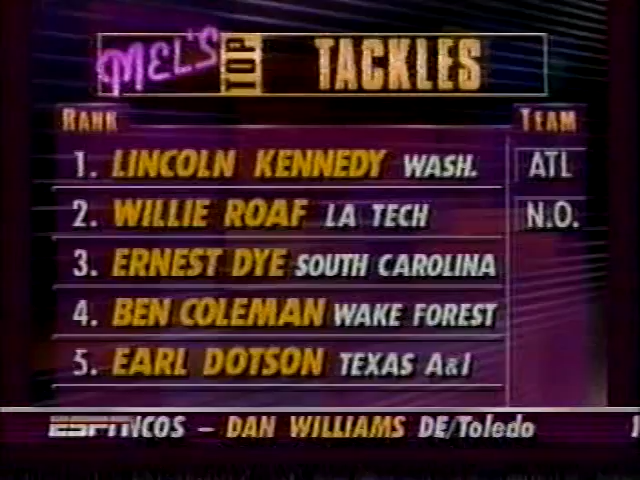 MEL'S TOP TACKLES
RANK TEAM
1. LINCOLN KENNEDY WASH. ATL
2. WILLIE ROAF LA TECH N.O.
3. ERNEST DYE SOUTH CAROLINA
4. BEN COLEMAN WAKE FOREST
5. EARL DOTSON TEXAS A&I
ESPN NCOS – DAN WILLIAMS DE/Toledo